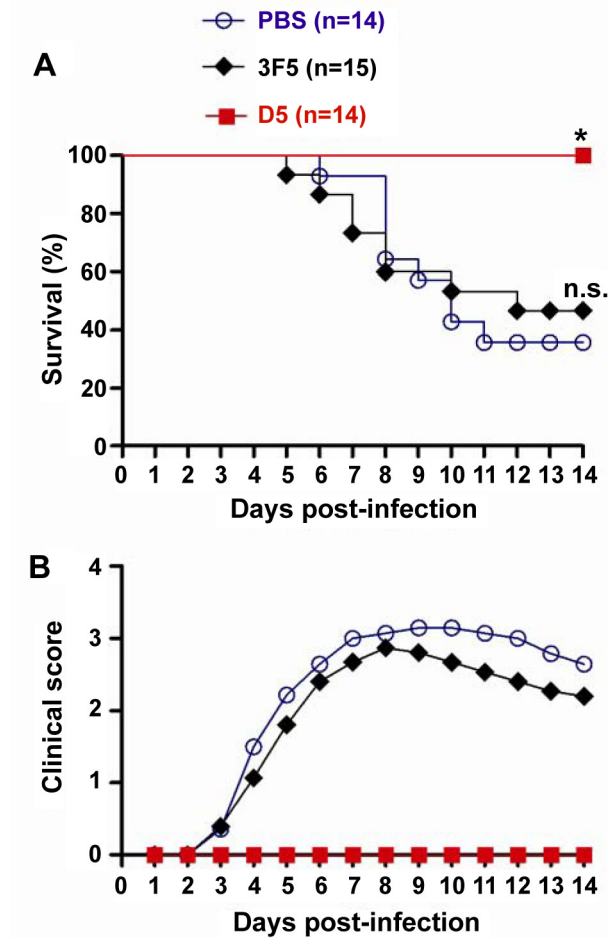 PBS (n=14)
3F5 (n=15)
D5 (n=14)
A
*
100
80
60
40
20
0
n.s.
Survival (%)
0 1 2 3 4 5 6 7 8 9 10 11 12 13 14
Days post-infection
B
4
3
2
1
0
Clinical score
0 1 2 3 4 5 6 7 8 9 10 11 12 13 14
Days post-infection